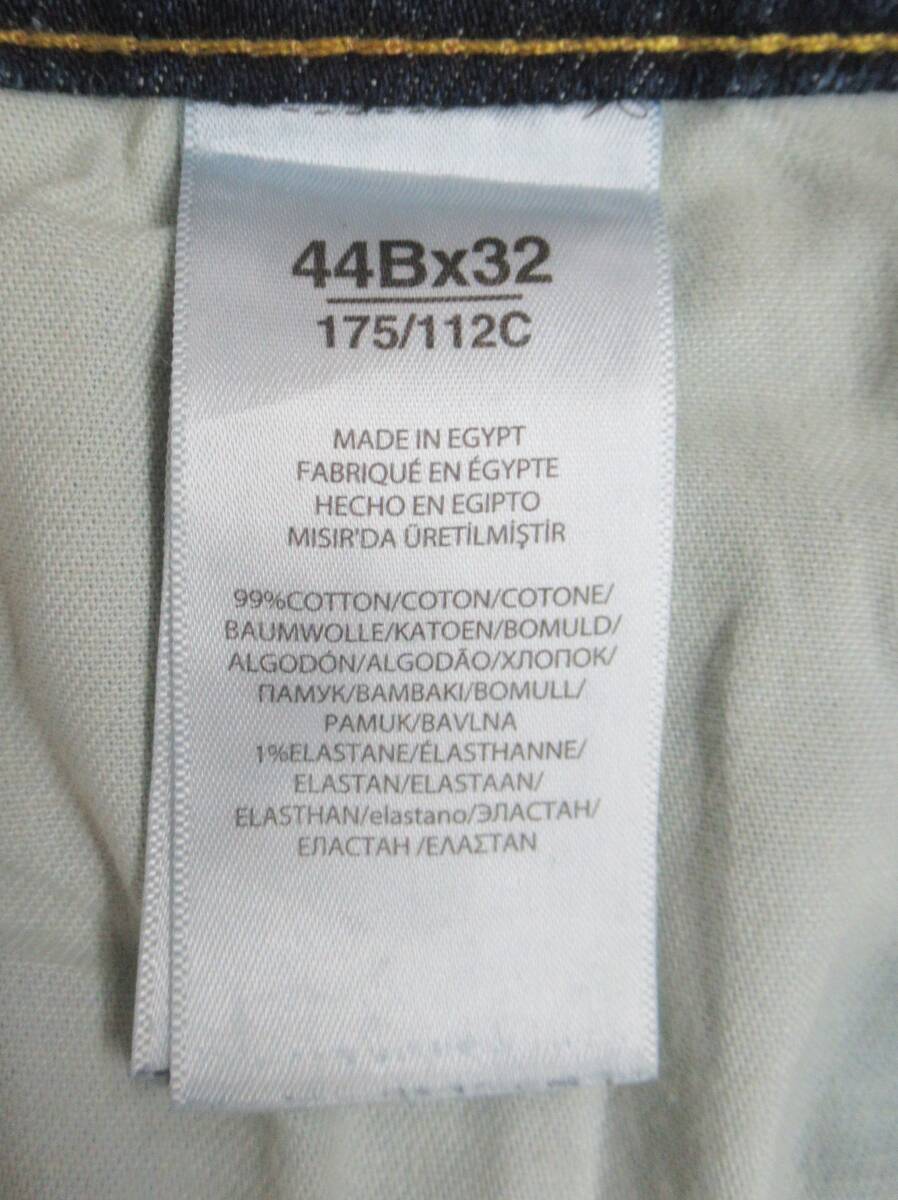 44Bx32
175/112C
MADE IN EGYPT
FABRIQUÉ EN ÉGYPTE
HECHO EN EGIPTO
MISIR'DA ÜRETİLMİŞTİR
99%COTTON/COTON/COTONE/
BAUMWOLLE/KATOEN/BOMULD/
ALGODÓN/ALGODÃO/ХЛОПОК/
ПАМУК/BAMBAKI/BOMULL/
PAMUK/BAVLNA
1%ELASTANE/ÉLASTHANNE/
ELASTAN/ELASTAAN/
ELASTHAN/elastano/ЭЛАСТАН/
ЕЛАСТАН /ΕΛΑΣΤΑΝ